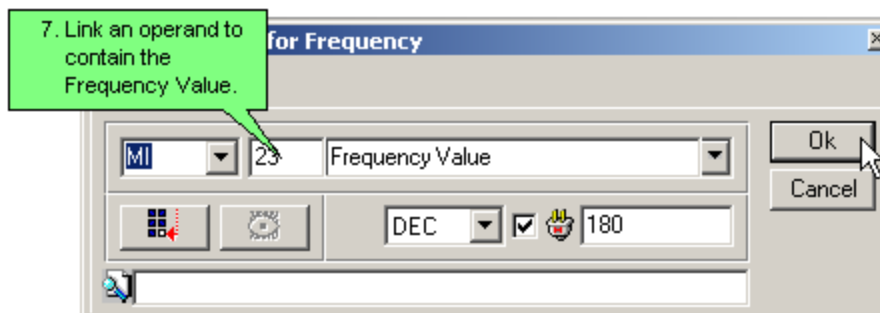 7. Link an operand to
contain the
Frequency Value.
for Frequency
MI 23 Frequency Value
Ok
Cancel
DEC 180